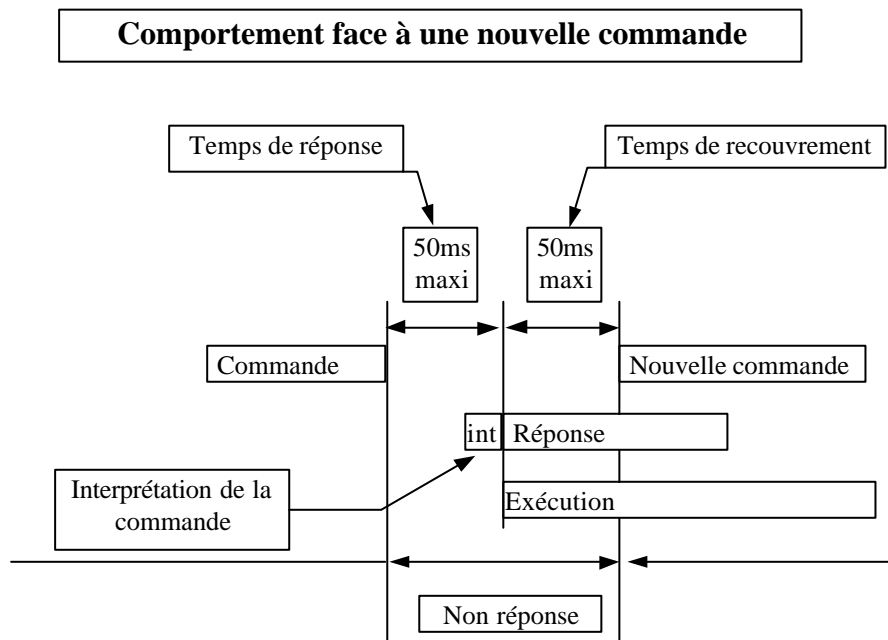 Comportement face à une nouvelle commande
Temps de réponse
Temps de recouvrement
50ms
maxi
50ms
maxi
Commande
Nouvelle commande
int
Réponse
Interprétation de la
commande
Exécution
Non réponse